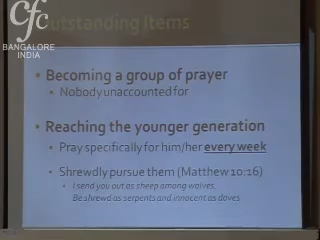 cfc
BANGALORE
INDIA
Outstanding Items
• Becoming a group of prayer
• Nobody unaccounted for
• Reaching the younger generation
• Pray specifically for him/her every week
• Shrewdly pursue them (Matthew 10:16)
• I send you out as sheep among wolves.
Be shrewd as serpents and innocent as doves